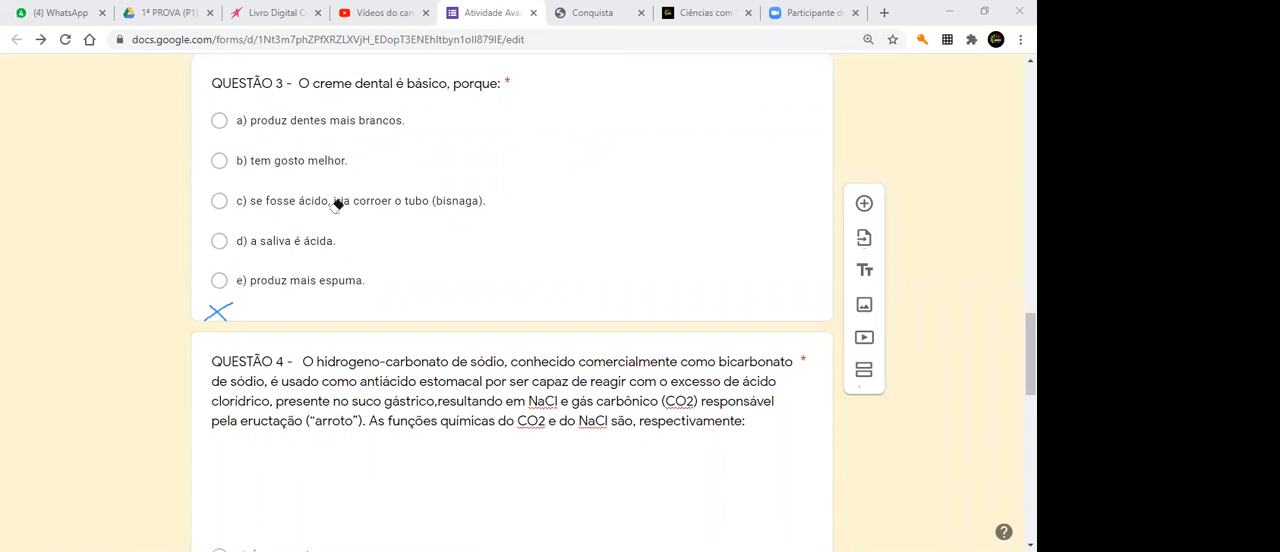 (4) WhatsApp
1ª PROVA (P1)
Livro Digital C
Vídeos do can
Atividade Ava
Conquista
Ciências com
Participante d
docs.google.com/forms/d/1Nt3m7phZPfXRZLXVjH_EDopT3ENEhItbyn1oIl879IE/edit
QUESTÃO 3 - O creme dental é básico, porque: *
a) produz dentes mais brancos.
b) tem gosto melhor.
c) se fosse ácido, iria corroer o tubo (bisnaga).
d) a saliva é ácida.
e) produz mais espuma.
QUESTÃO 4 - O hidrogeno-carbonato de sódio, conhecido comercialmente como bicarbonato *
de sódio, é usado como antiácido estomacal por ser capaz de reagir com o excesso de ácido
clorídrico, presente no suco gástrico,resultando em NaCl e gás carbônico (CO2) responsável
pela eructação (“arroto”). As funções químicas do CO2 e do NaCl são, respectivamente: